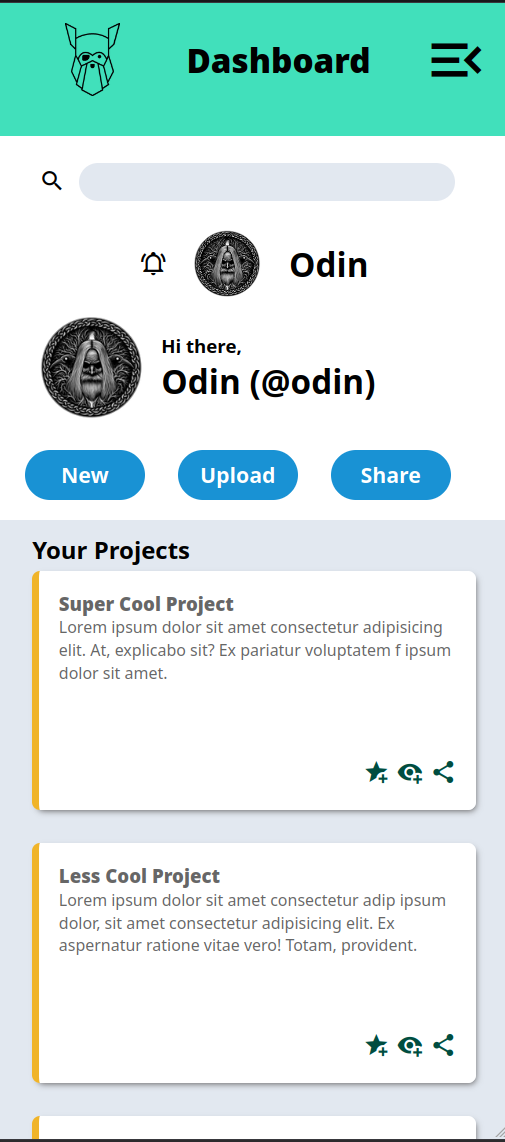 Dashboard
Odin
Hi there,
Odin (@odin)
New
Upload
Share
Your Projects
Super Cool Project
Lorem ipsum dolor sit amet consectetur adipisicing
elit. At, explicabo sit? Ex pariatur voluptatem f ipsum
dolor sit amet.
Less Cool Project
Lorem ipsum dolor sit amet consectetur adip ipsum
dolor, sit amet consectetur adipisicing elit. Ex
aspernatur ratione vitae vero! Totam, provident.